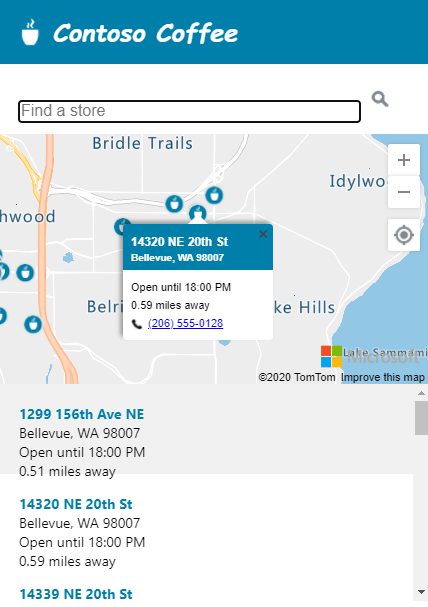 Contoso Coffee
Find a store
Bridle Trails
Idylwo
hwood
14320 NE 20th St
Bellevue, WA 98007
Open until 18:00 PM
0.59 miles away
(206) 555-0128
Belr
ke Hills
Lake Sammami
Microsoft
©2020 TomTom Improve this map
1299 156th Ave NE
Bellevue, WA 98007
Open until 18:00 PM
0.51 miles away
14320 NE 20th St
Bellevue, WA 98007
Open until 18:00 PM
0.59 miles away
14339 NE 20th St